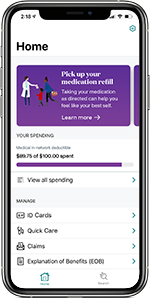 2:18
Home
Pick up your
medication refill
Taking your medication
as directed can help you
feel like your best self.
Learn more →
YOUR SPENDING
Medical in-network deductible
$89.75 of $100.00 spent
View all spending
MANAGE
ID Cards
Quick Care
Claims
Explanation of Benefits (EOB)
Home
Search